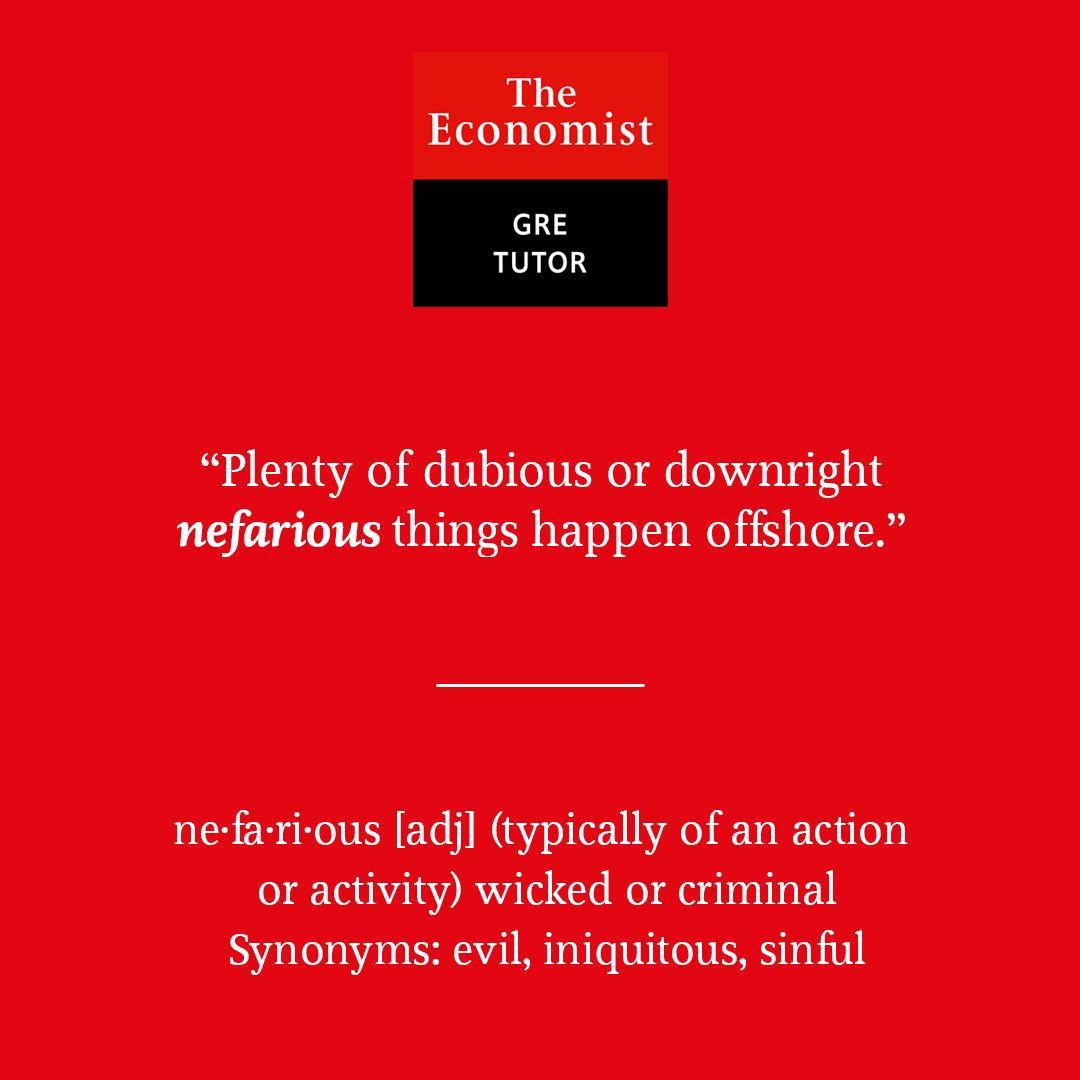 The
Economist
GRE
TUTOR
“Plenty of dubious or downright
nefarious things happen offshore.”
ne·fa·ri·ous [adj] (typically of an action
or activity) wicked or criminal
Synonyms: evil, iniquitous, sinful